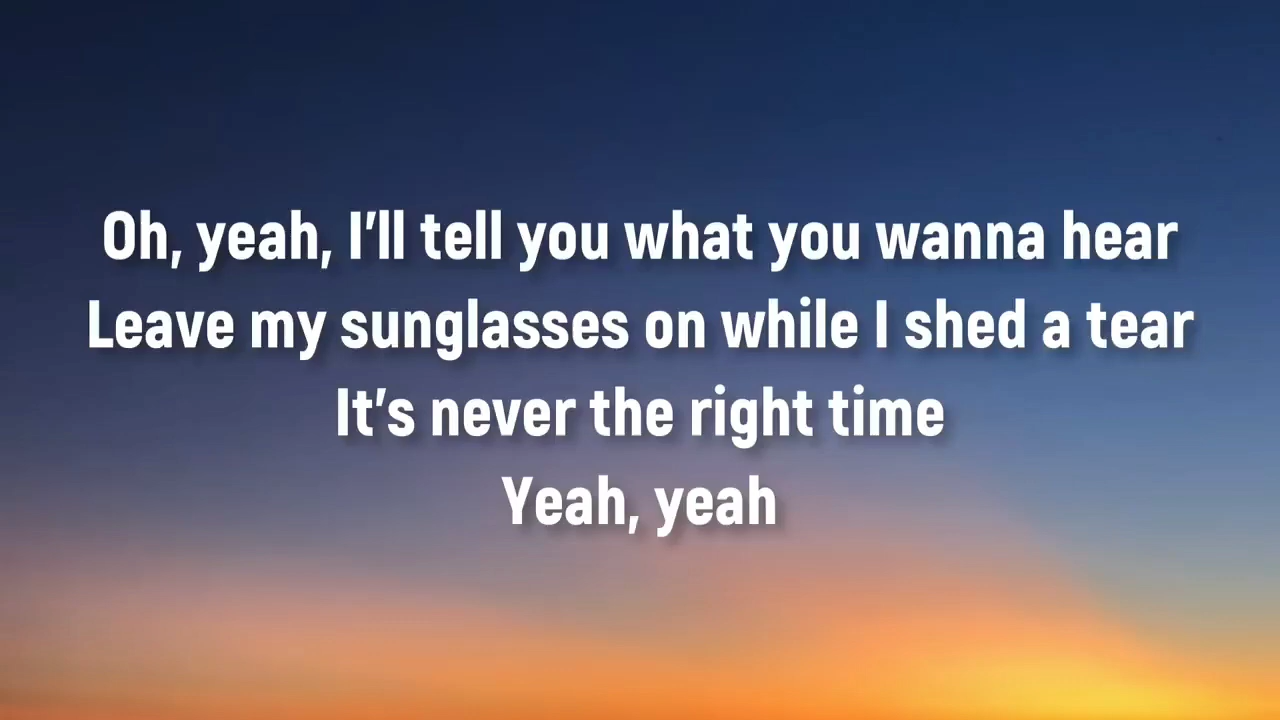 Oh, yeah, I’ll tell you what you wanna hear
Leave my sunglasses on while I shed a tear
It’s never the right time
Yeah, yeah